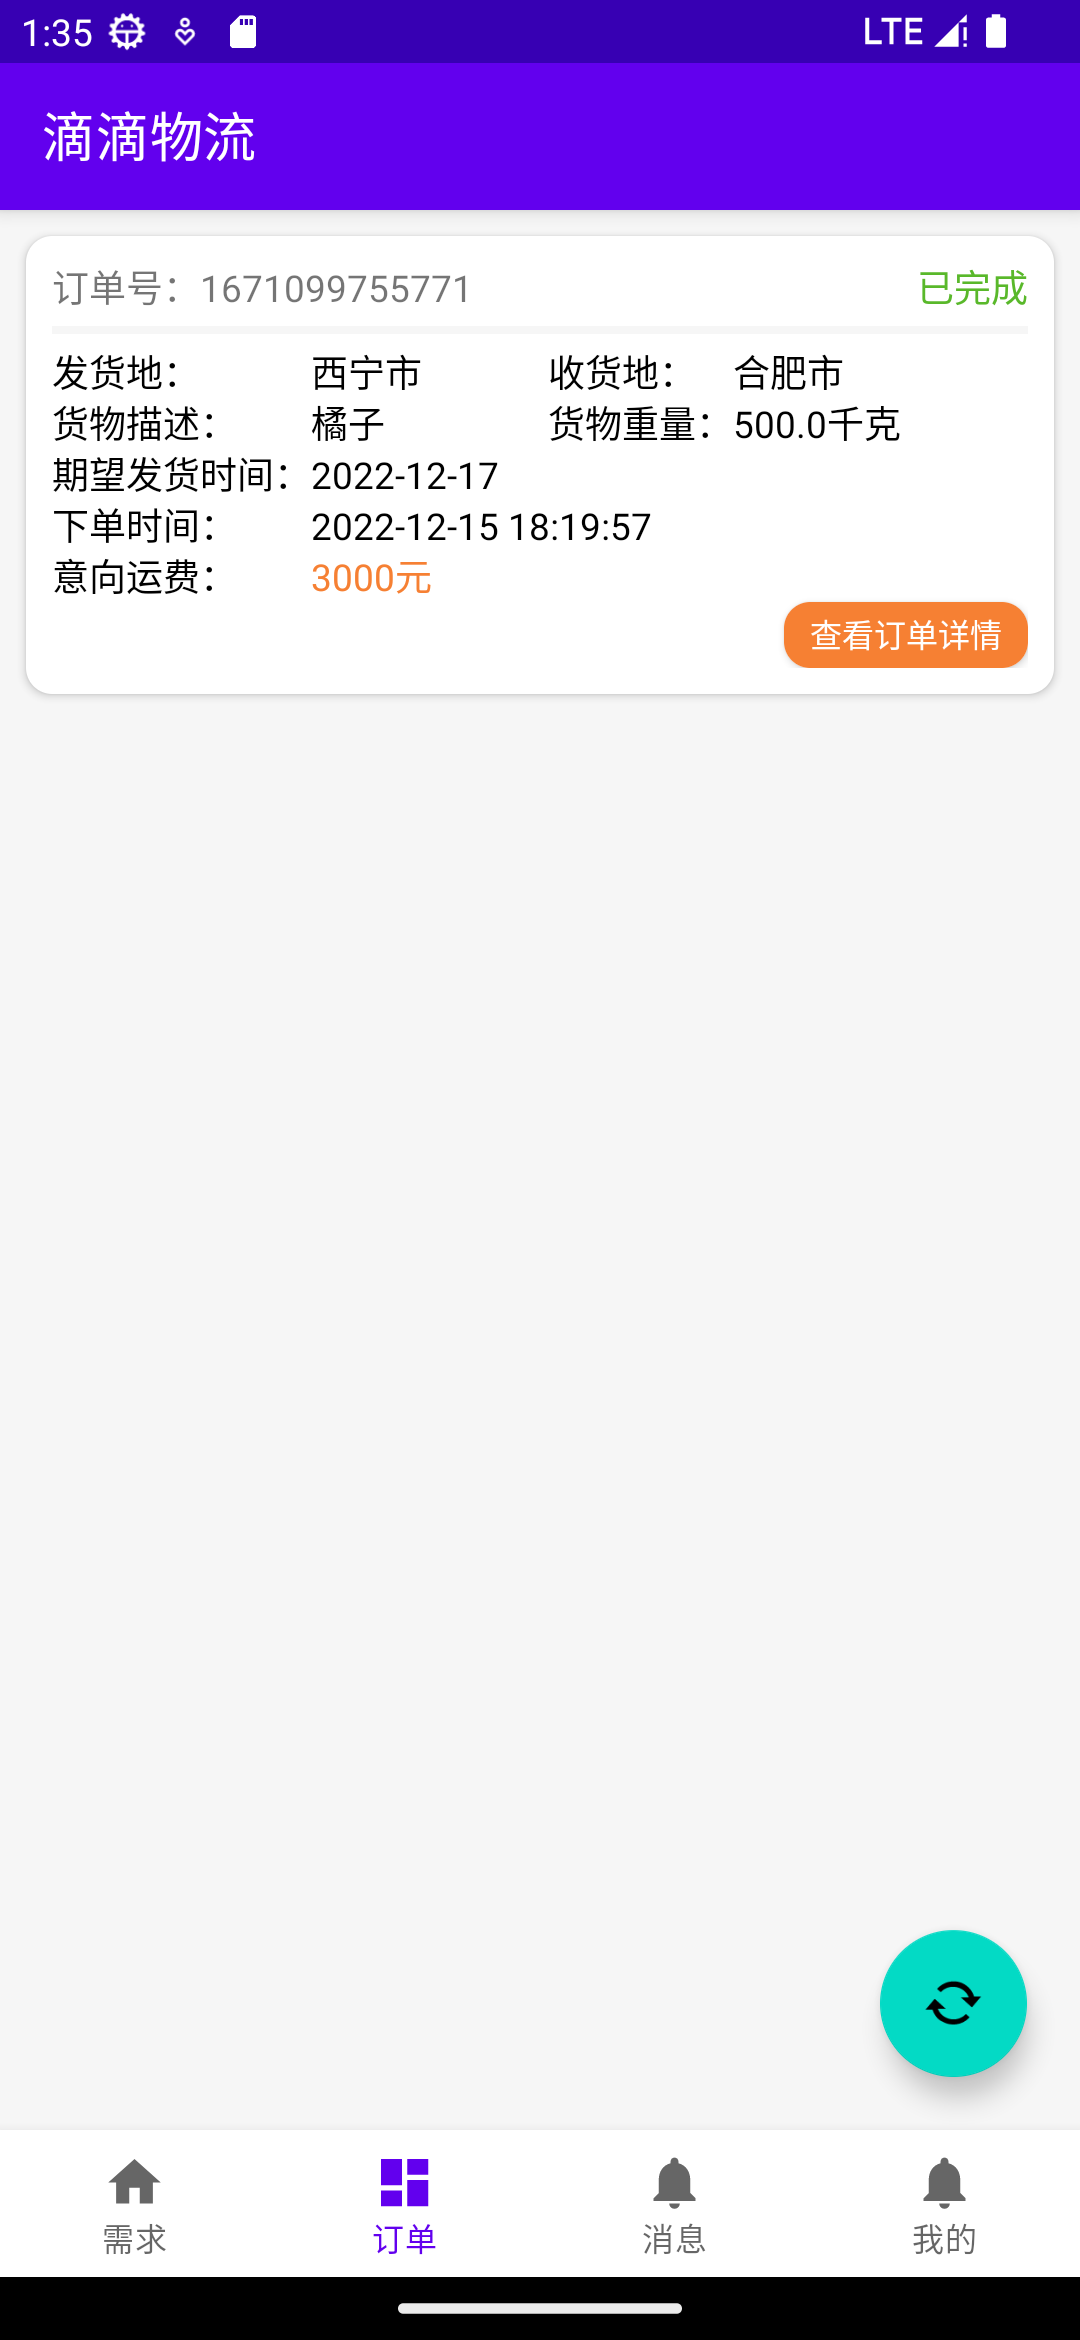 1:35 LTE
滴滴物流
订单号：1671099755771 已完成
发货地： 西宁市 收货地： 合肥市
货物描述： 橘子 货物重量：500.0千克
期望发货时间：2022-12-17
下单时间： 2022-12-15 18:19:57
意向运费： 3000元
查看订单详情
需求 订单 消息 我的